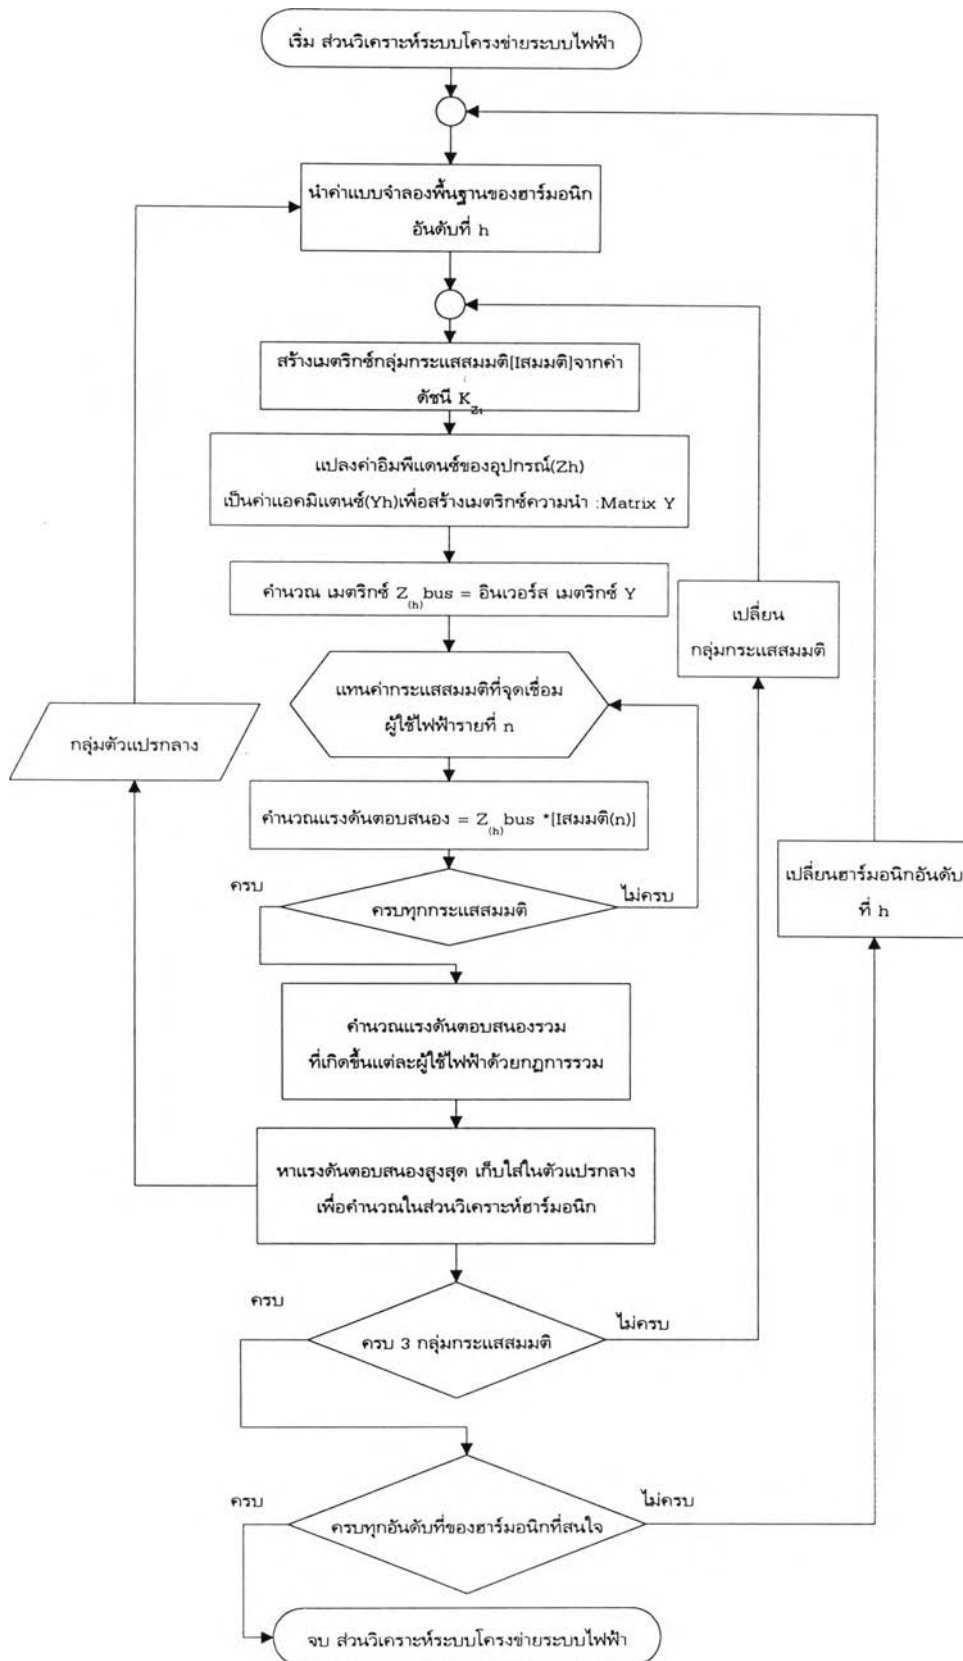 เริ่ม ส่วนวิเคราะห์ระบบโครงข่ายระบบไฟฟ้า
นำค่าแบบจำลองพื้นฐานของฮาร์มอนิก
อันดับที่ h
สร้างเมตริกซ์กลุ่มกระแสสมมติ[Iสมมติ]จากค่า
ดัชนี K_Z1
แปลงค่าอิมพีแดนซ์ของอุปกรณ์(Zh)
เป็นค่าแอดมิแตนซ์(Yh)เพื่อสร้างเมตริกซ์ความนำ :Matrix Y
คำนวณ เมตริกซ์ Z(h)bus = อินเวอร์ส เมตริกซ์ Y
เปลี่ยน
กลุ่มกระแสสมมติ
แทนค่ากระแสสมมติที่จุดเชื่อม
ผู้ใช้ไฟฟ้ารายที่ n
กลุ่มตัวแปรกลาง
คำนวณแรงดันตอบสนอง = Z(h)bus *[Iสมมติ(n)]
ครบ
ไม่ครบ
ครบทุกกระแสสมมติ
เปลี่ยนฮาร์มอนิกอันดับ
ที่ h
คำนวณแรงดันตอบสนองรวม
ที่เกิดขึ้นแต่ละผู้ใช้ไฟฟ้าด้วยกฏการรวม
หาแรงดันตอบสนองสูงสุด เก็บใส่ในตัวแปรกลาง
เพื่อคำนวณในส่วนวิเคราะห์ฮาร์มอนิก
ครบ
ไม่ครบ
ครบ 3 กลุ่มกระแสสมมติ
ครบ
ไม่ครบ
ครบทุกอันดับที่ของฮาร์มอนิกที่สนใจ
จบ ส่วนวิเคราะห์ระบบโครงข่ายระบบไฟฟ้า